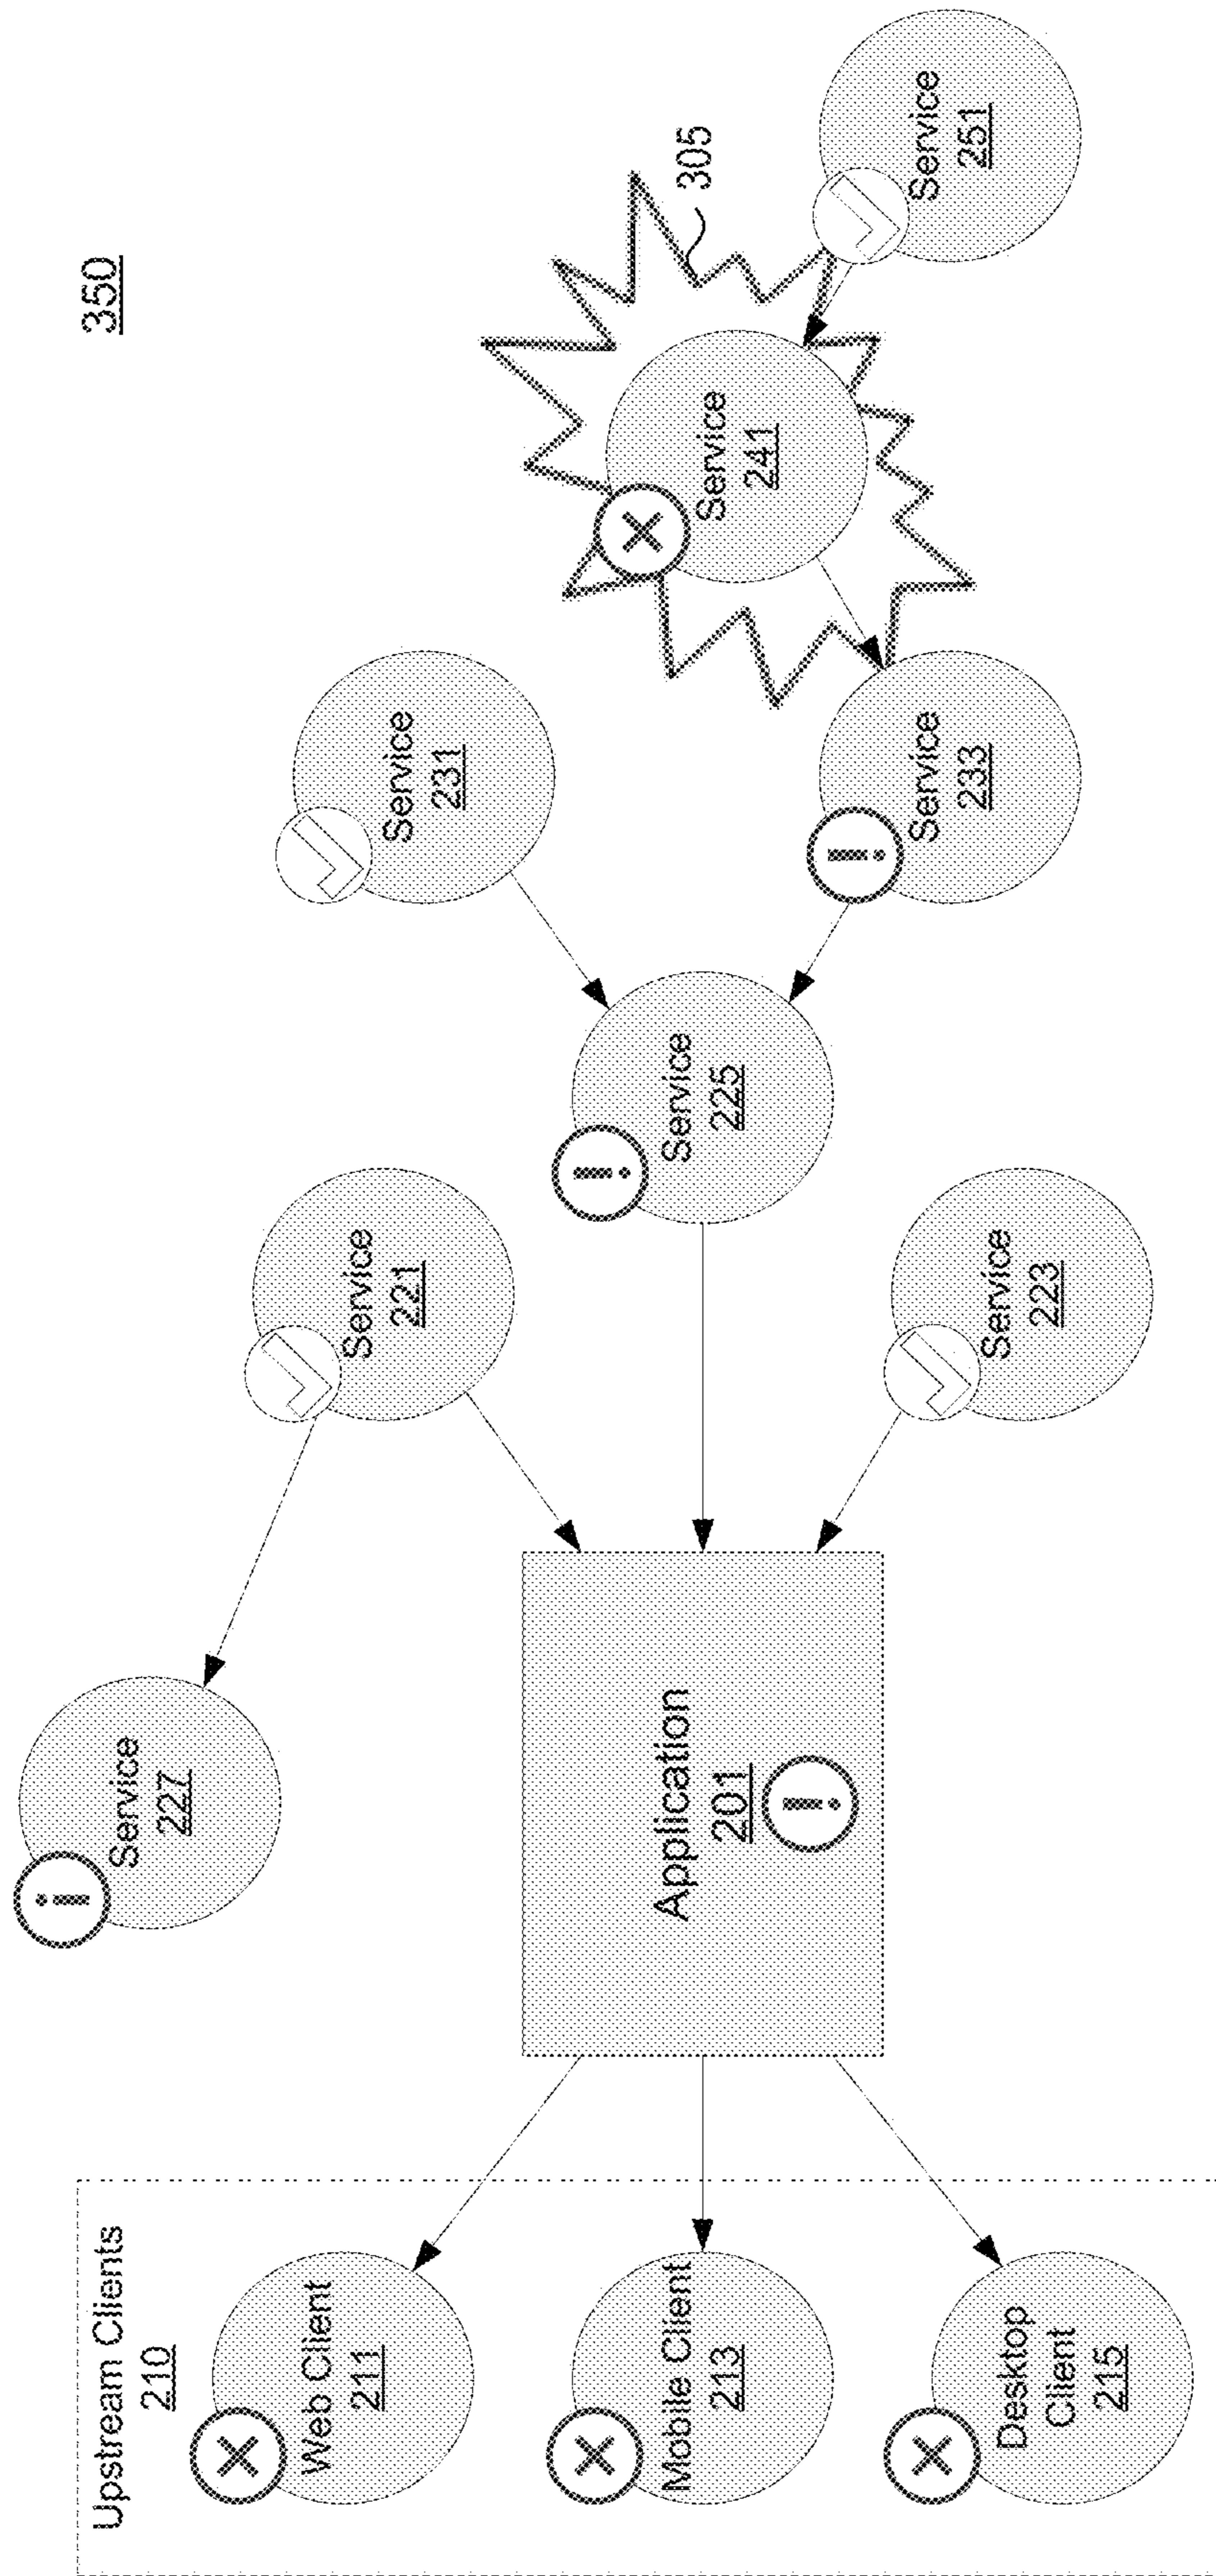 350
Upstream Clients
210
Web Client
211
Mobile Client
213
Desktop
Client
215
Application
201
Service
227
Service
221
Service
225
Service
223
Service
231
Service
233
Service
241
305
Service
251